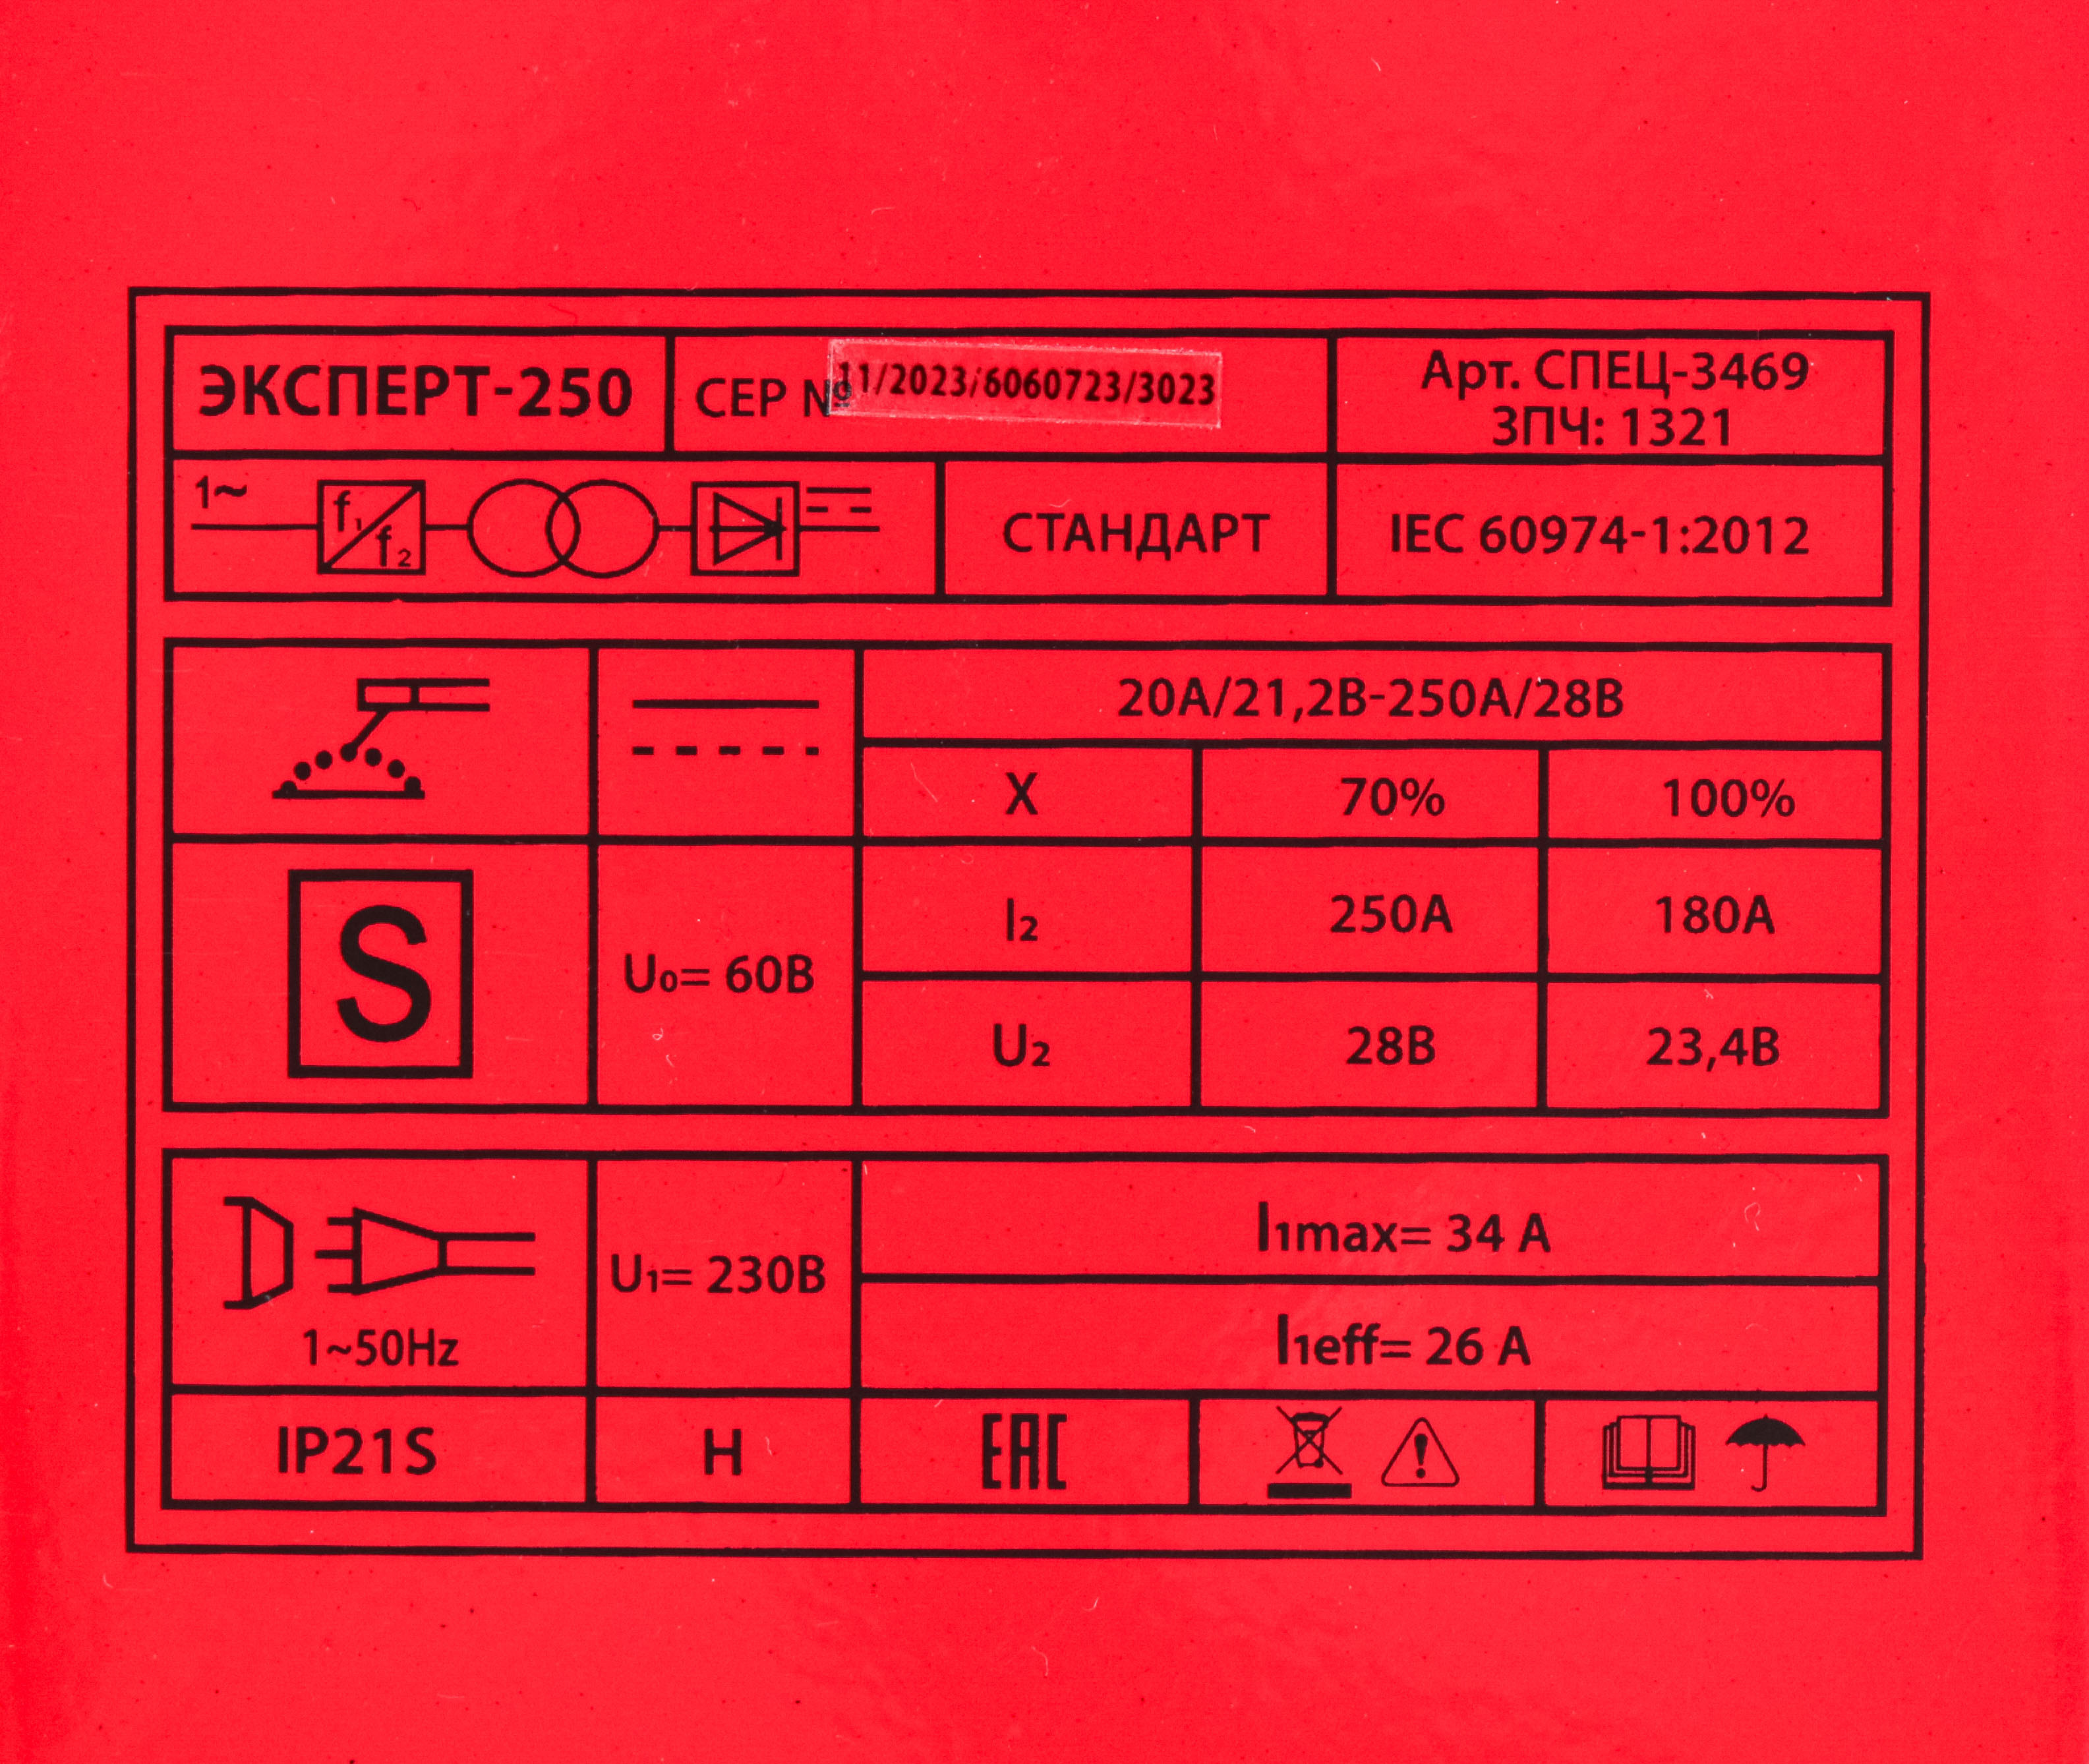 ЭКСПЕРТ-250
СЕР № 11/2023/6060723/3023
Арт. СПЕЦ-3469
ЗПЧ: 1321
1~
f₁
f₂
СТАНДАРТ
IEC 60974-1:2012
20А/21,2В-250А/28В
X
70%
100%
S
U₀= 60В
I₂
250А
180А
U₂
28В
23,4В
1~50Hz
U₁= 230В
I₁max= 34 А
I₁eff= 26 А
IP21S
H
EAC